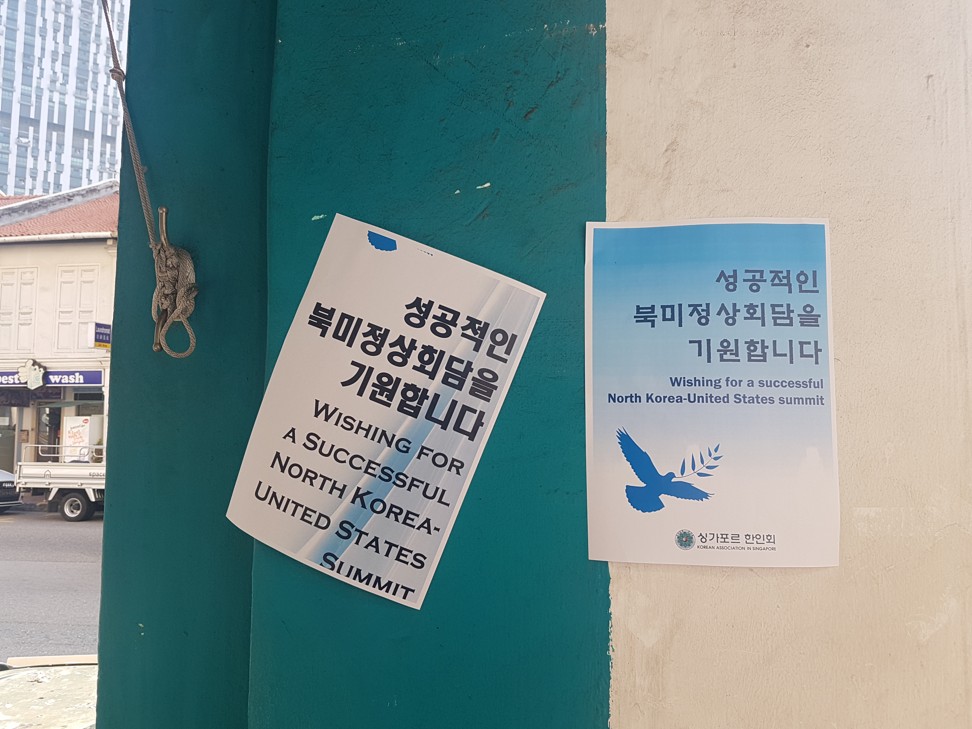 성공적인
북미정상회담을
기원합니다
Wishing for
a Successful
North Korea-
United States
Summit
성공적인
북미정상회담을
기원합니다
Wishing for a successful
North Korea-United States summit
싱가포르 한인회
KOREAN ASSOCIATION IN SINGAPORE
wash